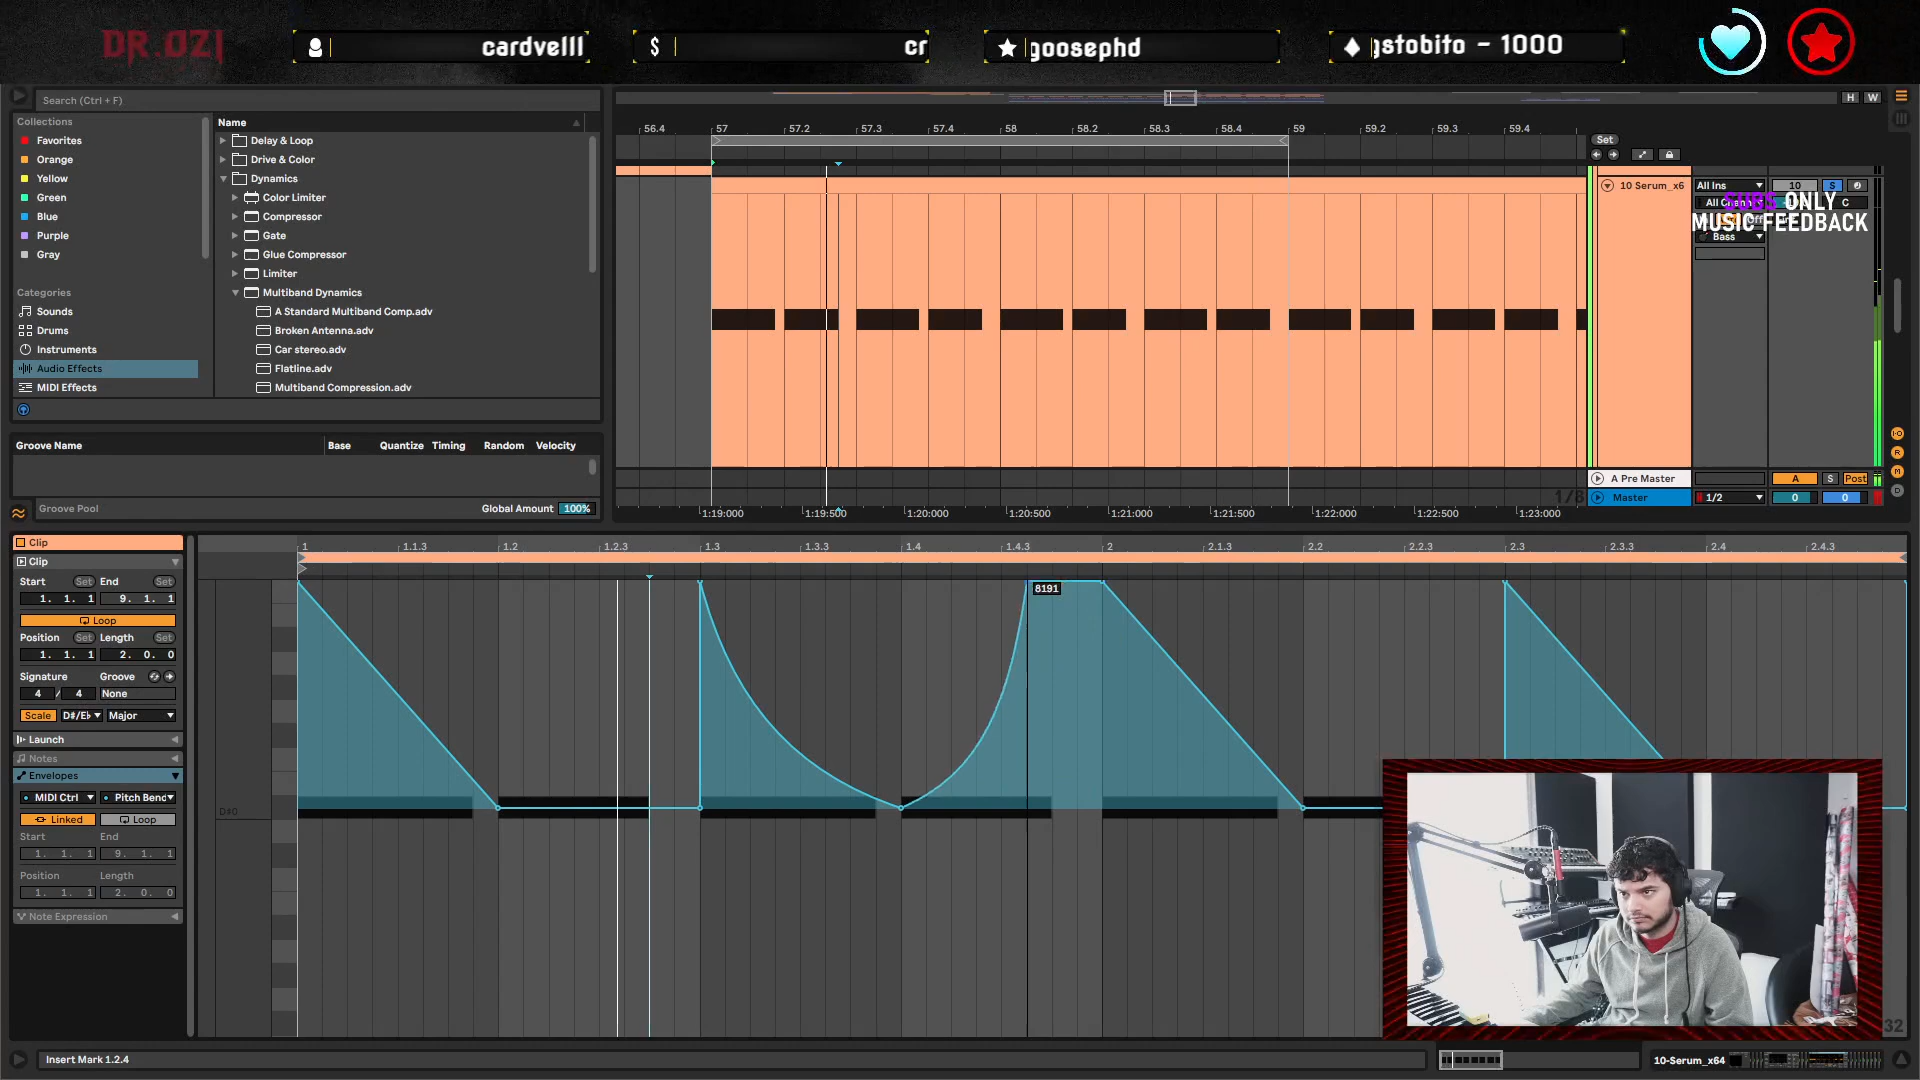 DR.OZI
cardvelll
$
cr
goosephd
gstobito - 1000
Search (Ctrl + F)
Collections
Favorites
Orange
Yellow
Green
Blue
Purple
Gray
Categories
Sounds
Drums
Instruments
Audio Effects
MIDI Effects
Name
Delay & Loop
Drive & Color
Dynamics
Color Limiter
Compressor
Gate
Glue Compressor
Limiter
Multiband Dynamics
A Standard Multiband Comp.adv
Broken Antenna.adv
Car stereo.adv
Flatline.adv
Multiband Compression.adv
Groove Name Base Quantize Timing Random Velocity
Groove Pool Global Amount 100%
H W
56.4 57 57.2 57.3 57.4 58 58.2 58.3 58.4 59 59.2 59.3 59.4
Set
10 Serum_x6 All Ins 10 S
SUBS ONLY
MUSIC FEEDBACK
C
Bass
A Pre Master A S Post
1/8
Master 1/2 0 0
1:19:000 1:19:500 1:20:000 1:20:500 1:21:000 1:21:500 1:22:000 1:22:500 1:23:000
Clip
Clip
Start Set End Set
1. 1. 1 9. 1. 1
Loop
Position Set Length Set
1. 1. 1 2. 0. 0
Signature Groove
4 / 4 None
Scale D#/Eb Major
Launch
Notes
Envelopes
MIDI Ctrl Pitch Bend
Linked Loop
Start End
1. 1. 1 9. 1. 1
Position Length
1. 1. 1 2. 0. 0
Note Expression
1 1.1.3 1.2 1.2.3 1.3 1.3.3 1.4 1.4.3 2 2.1.3 2.2 2.2.3 2.3 2.3.3 2.4 2.4.3
8191
D#0
32
Insert Mark 1.2.4
10-Serum_x64